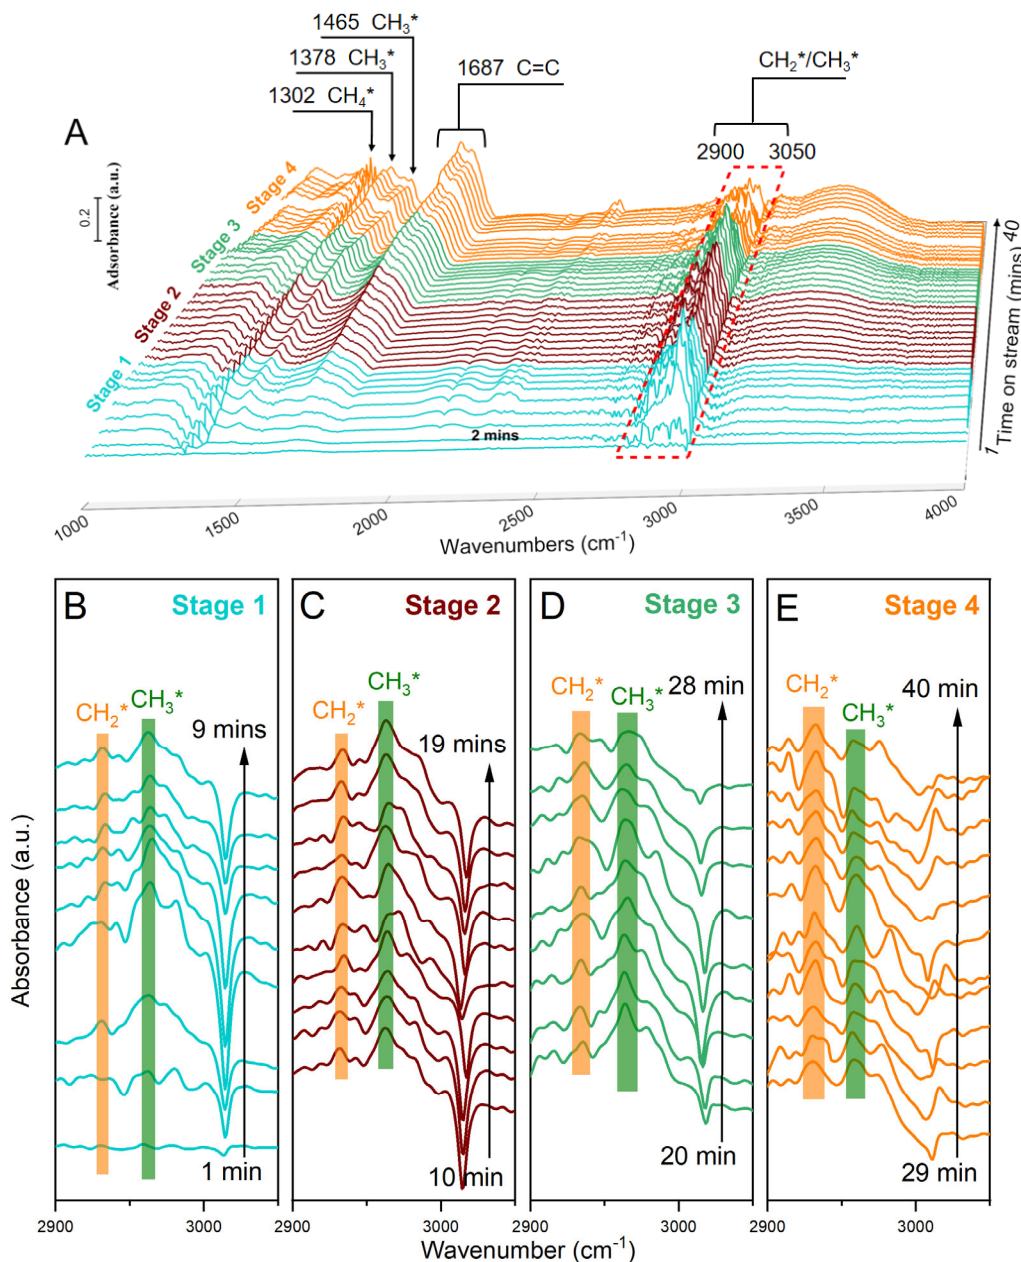 1465 CH₃*
1378 CH₃*
1302 CH₄*
1687 C=C
CH₂*/CH₃*
2900 3050
A
0.2
Adsorbance (a.u.)
Stage 4
Stage 3
Stage 2
Stage 1
2 mins
1 Time on stream (mins) 40
1000 1500 2000 2500 3000 3500 4000
Wavenumbers (cm⁻¹)
B Stage 1
CH₂* CH₃*
9 mins
1 min
C Stage 2
CH₂* CH₃*
19 mins
10 min
D Stage 3
CH₂* CH₃*
28 min
20 min
E Stage 4
CH₂* CH₃*
40 min
29 min
Absorbance (a.u.)
2900 3000 2900 3000 2900 3000 2900 3000
Wavenumber (cm⁻¹)